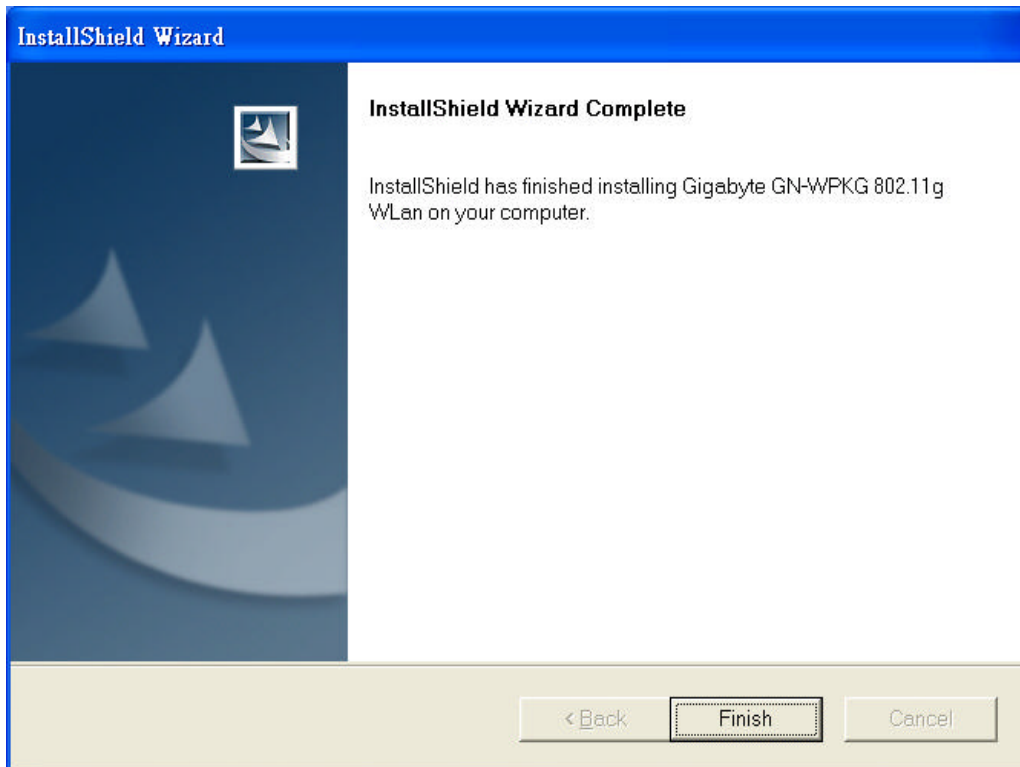 InstallShield Wizard
InstallShield Wizard Complete
InstallShield has finished installing Gigabyte GN-WPKG 802.11g
WLan on your computer.
< Back
Finish
Cancel